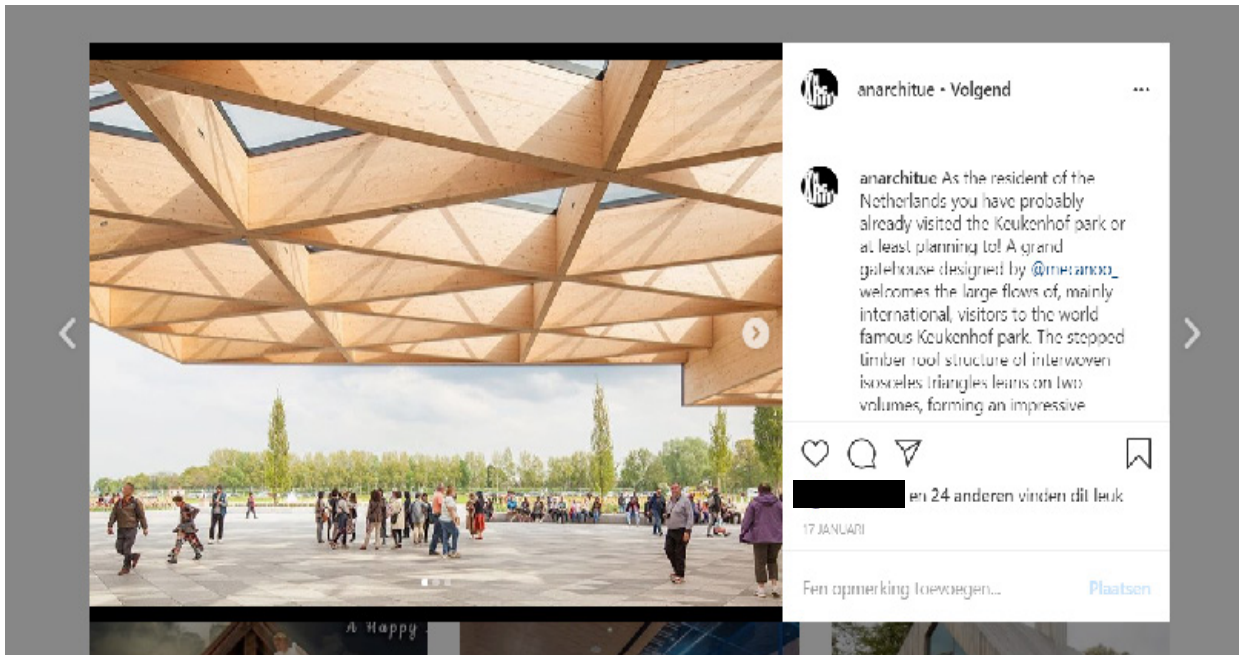 anarchitue • Volgend
anarchitue As the resident of the
Netherlands you have probably
already visited the Keukenhof park or
at least planning to! A grand
gatehouse designed by @mecanoo_
welcomes the large flows of, mainly
international, visitors to the world
famous Keukenhof park. The stepped
timber roof structure of interwoven
isosceles triangles leans on two
volumes, forming an impressive
en 24 anderen vinden dit leuk
17 JANUARI
Een opmerking toevoegen...
Plaatsen
A Happy